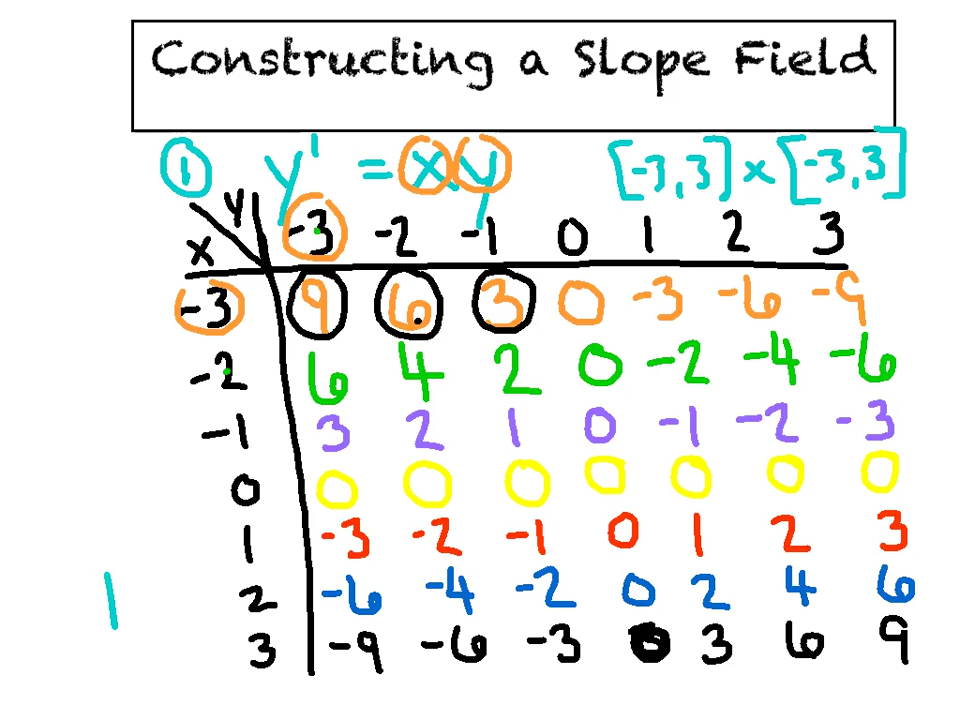 Constructing a Slope Field
① y' = xy [-3,3] x [-3,3]
y -3 -2 -1 0 1 2 3
x
-3 9 6 3 0 -3 -6 -9
-2 6 4 2 0 -2 -4 -6
-1 3 2 1 0 -1 -2 -3
0 0 0 0 0 0 0 0
1 -3 -2 -1 0 1 2 3
2 -6 -4 -2 0 2 4 6
3 -9 -6 -3 0 3 6 9